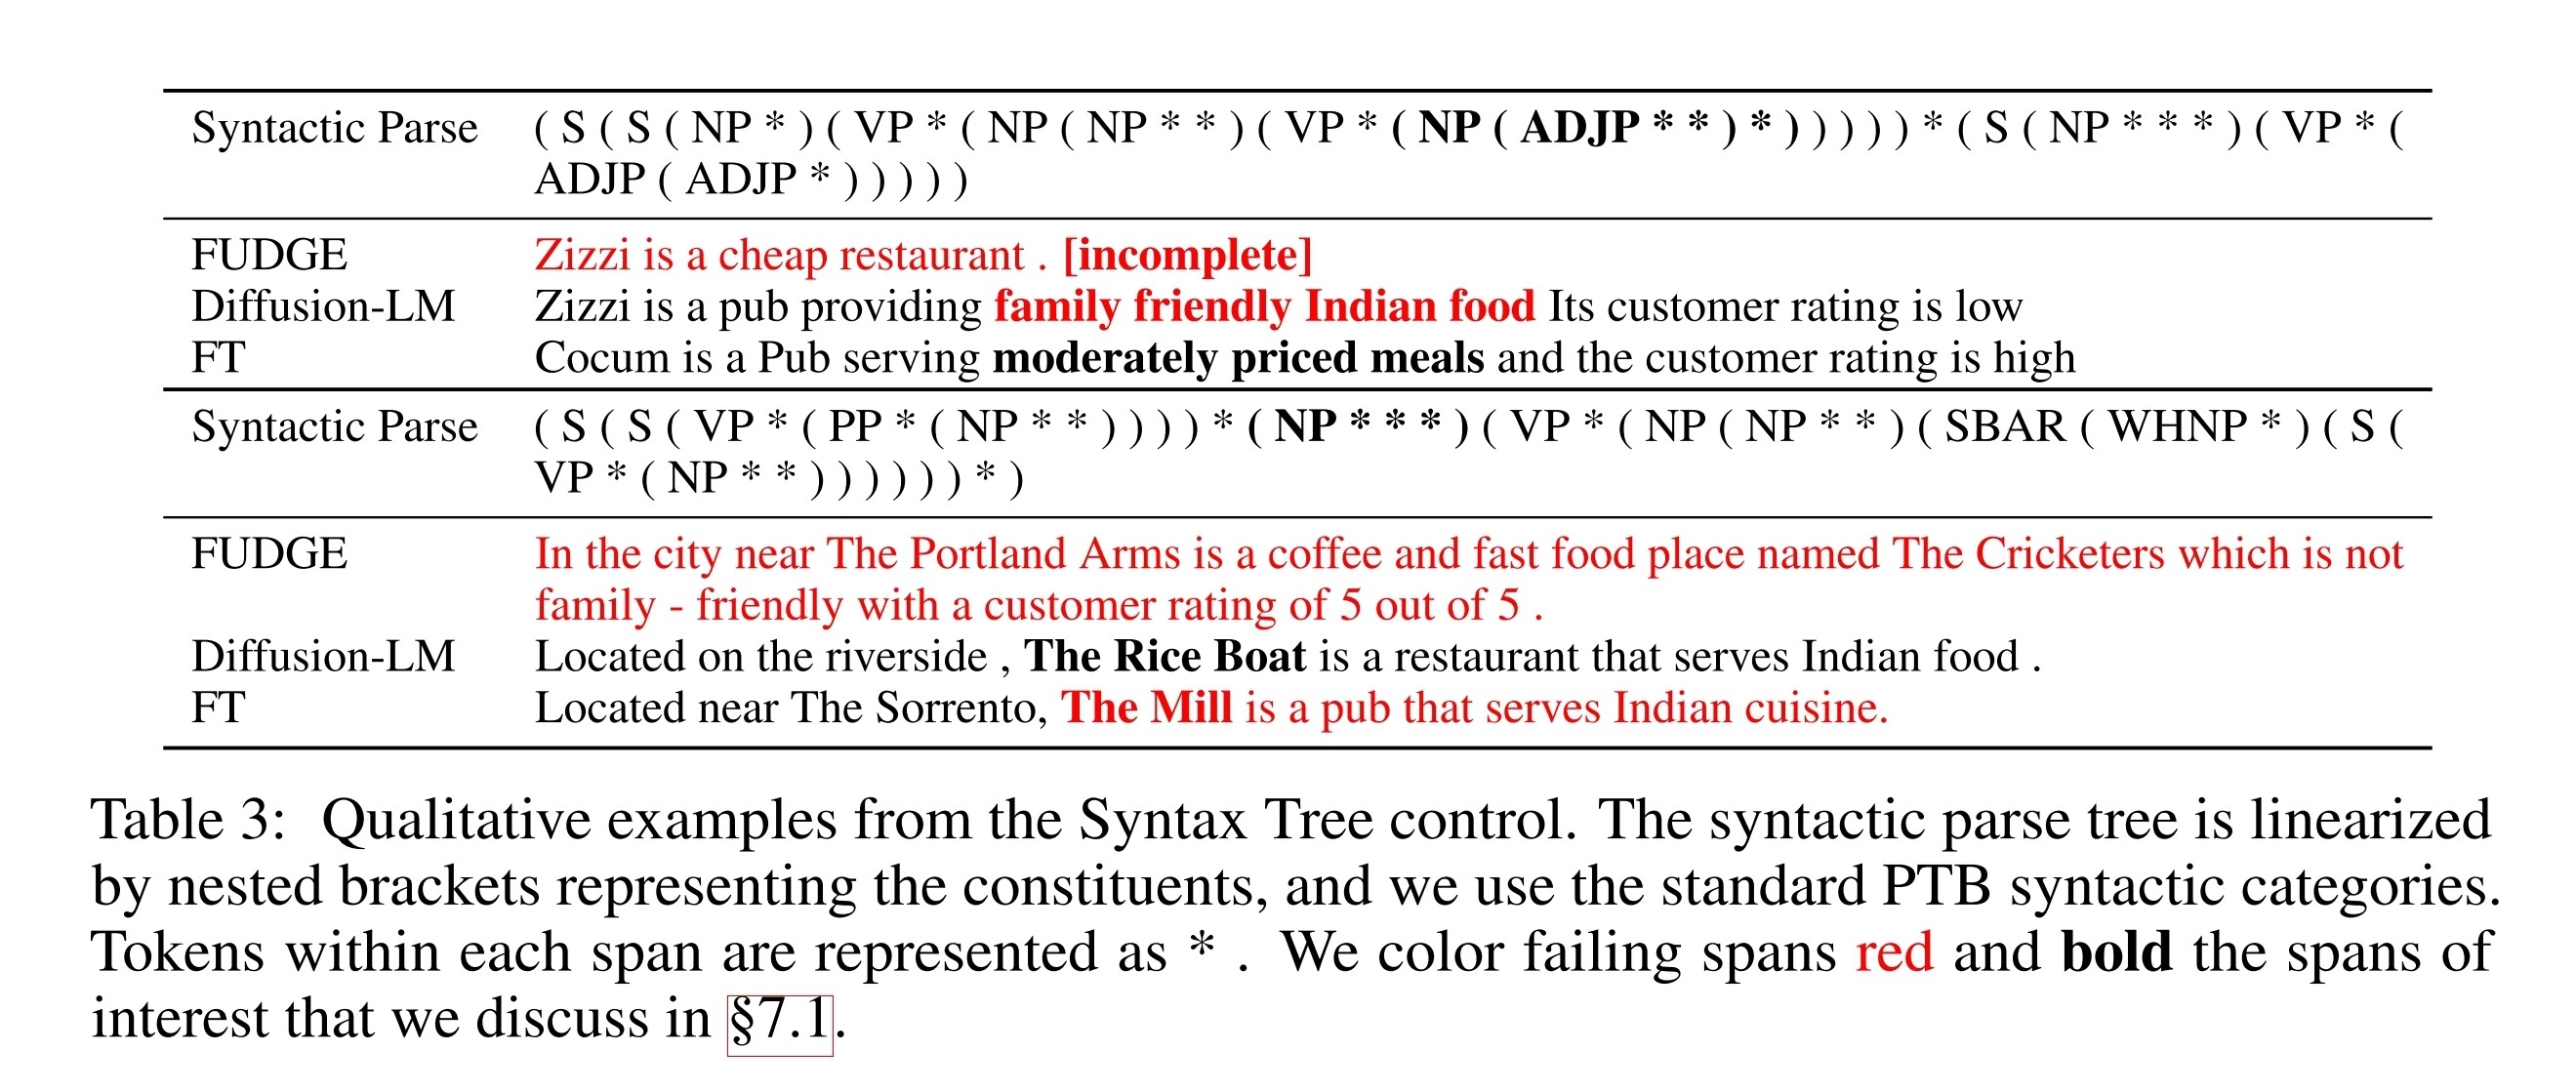 Syntactic Parse ( S ( S ( NP * ) ( VP * ( NP ( NP * * ) ( VP * ( NP ( ADJP * * ) * ) ) ) ) ) * ( S ( NP * * * ) ( VP * (
ADJP ( ADJP * ) ) ) ) )
FUDGE Zizzi is a cheap restaurant . [incomplete]
Diffusion-LM Zizzi is a pub providing family friendly Indian food Its customer rating is low
FT Cocum is a Pub serving moderately priced meals and the customer rating is high
Syntactic Parse ( S ( S ( VP * ( PP * ( NP * * ) ) ) ) * ( NP * * * ) ( VP * ( NP ( NP * * ) ( SBAR ( WHNP * ) ( S (
VP * ( NP * * ) ) ) ) ) ) * )
FUDGE In the city near The Portland Arms is a coffee and fast food place named The Cricketers which is not
family - friendly with a customer rating of 5 out of 5 .
Diffusion-LM Located on the riverside , The Rice Boat is a restaurant that serves Indian food .
FT Located near The Sorrento, The Mill is a pub that serves Indian cuisine.
Table 3: Qualitative examples from the Syntax Tree control. The syntactic parse tree is linearized
by nested brackets representing the constituents, and we use the standard PTB syntactic categories.
Tokens within each span are represented as * . We color failing spans red and bold the spans of
interest that we discuss in §7.1.